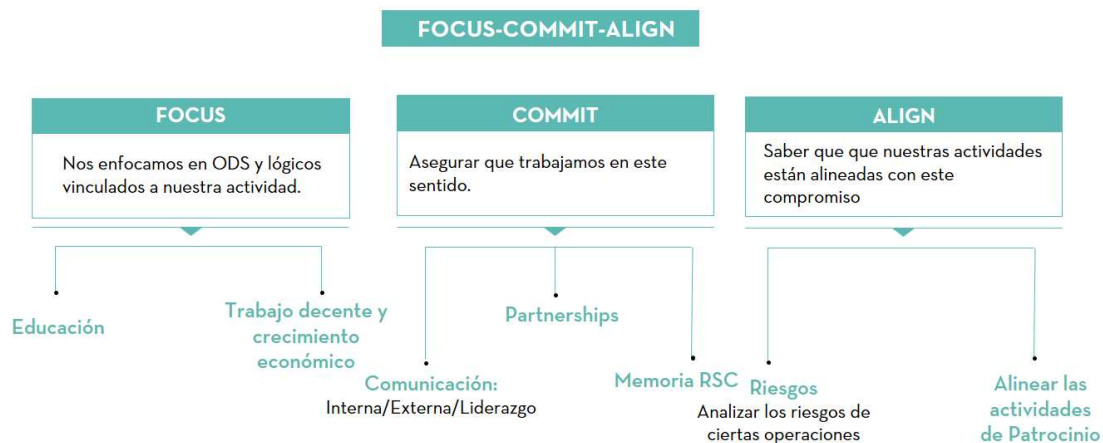 FOCUS-COMMIT-ALIGN
FOCUS
Nos enfocamos en ODS y lógicos
vinculados a nuestra actividad.
COMMIT
Asegurar que trabajamos en este
sentido.
ALIGN
Saber que que nuestras actividades
están alineadas con este
compromiso
Educación
Trabajo decente y
crecimiento
económico
Comunicación:
Interna/Externa/Liderazgo
Partnerships
Memoria RSC
Riesgos
Analizar los riesgos de
ciertas operaciones
Alinear las
actividades
de Patrocinio